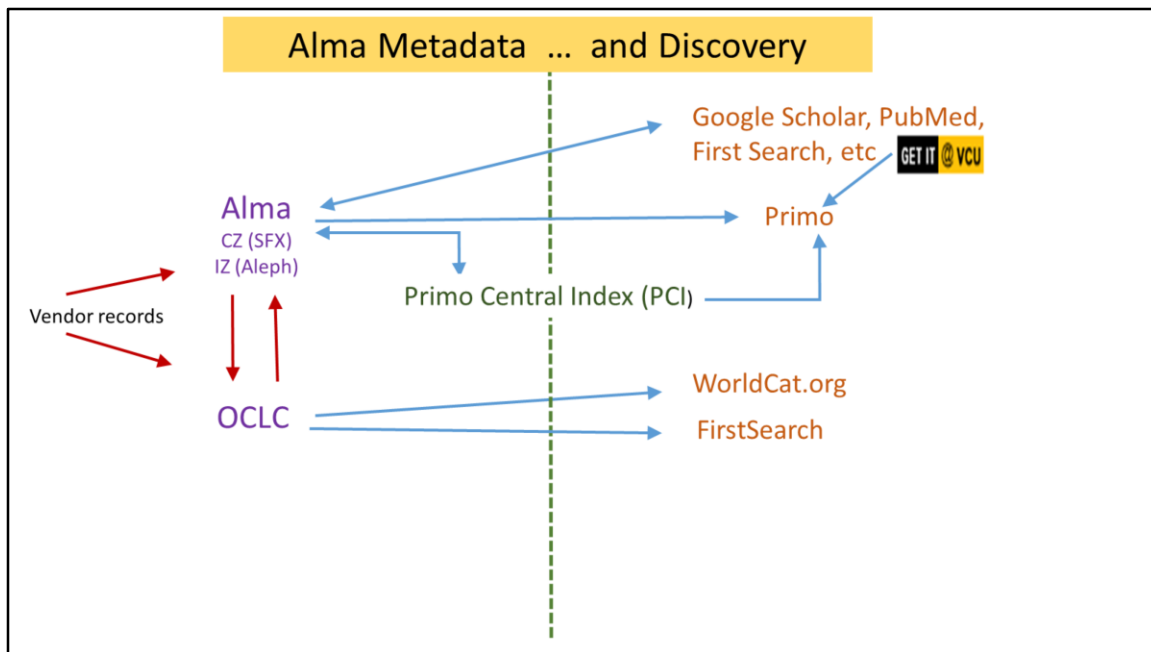 Alma Metadata ... and Discovery
Google Scholar, PubMed,
First Search, etc
GET IT @ VCU
Alma
CZ (SFX)
IZ (Aleph)
Primo
Primo Central Index (PCI)
Vendor records
OCLC
WorldCat.org
FirstSearch